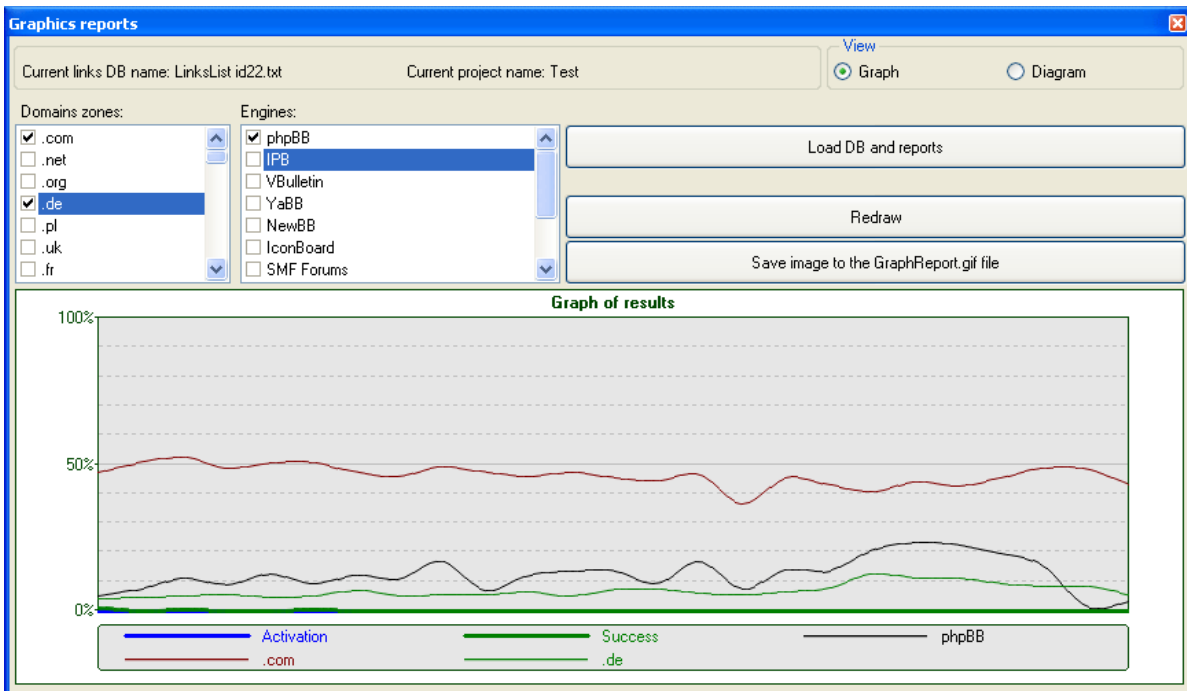 Graphics reports
View
Current links DB name: LinksList id22.txt Current project name: Test Graph Diagram
Domains zones: Engines:
.com phpBB
Load DB and reports
.net IPB
.org VBulletin
.de YaBB
Redraw
.pl NewBB
.uk IconBoard
Save image to the GraphReport.gif file
.fr SMF Forums
Graph of results
100%
50%
0%
Activation Success phpBB
.com .de